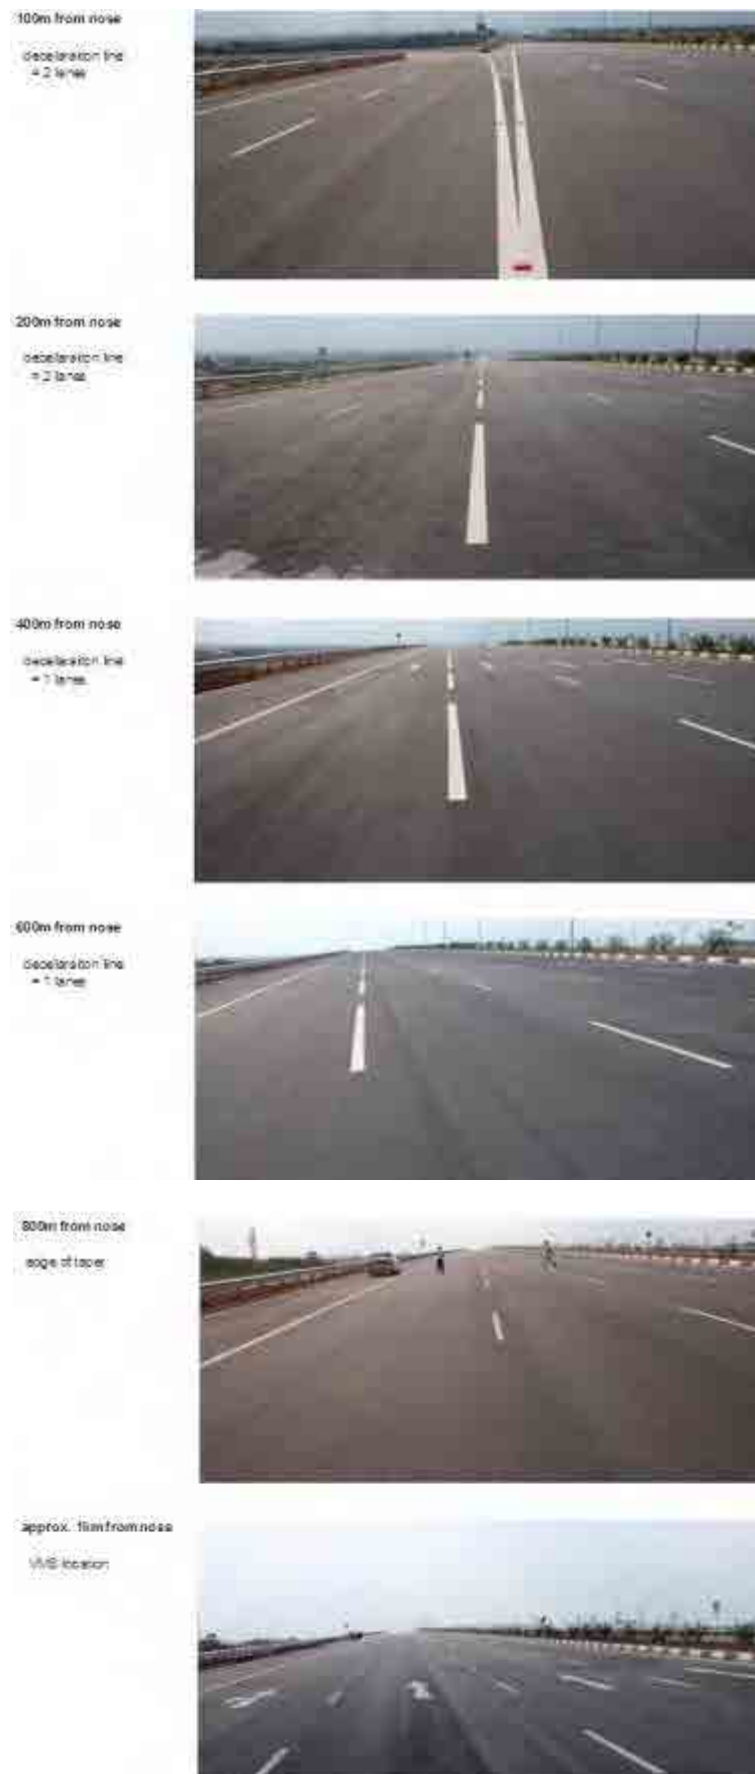 100m from nose
deceleration line
= 2 lanes
200m from nose
deceleration line
= 2 lanes
400m from nose
deceleration line
= 1 lanes
600m from nose
deceleration line
= 1 lanes
800m from nose
edge of taper
approx. 1km from nose
VMS location